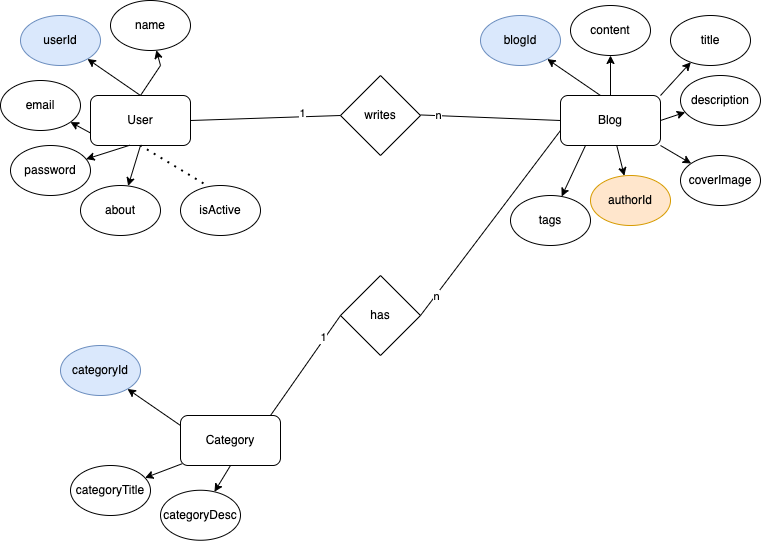 name
userId
content
blogId
title
email
description
User
1
writes
n
Blog
password
coverImage
about
isActive
authorId
tags
n
has
1
categoryId
Category
categoryTitle
categoryDesc